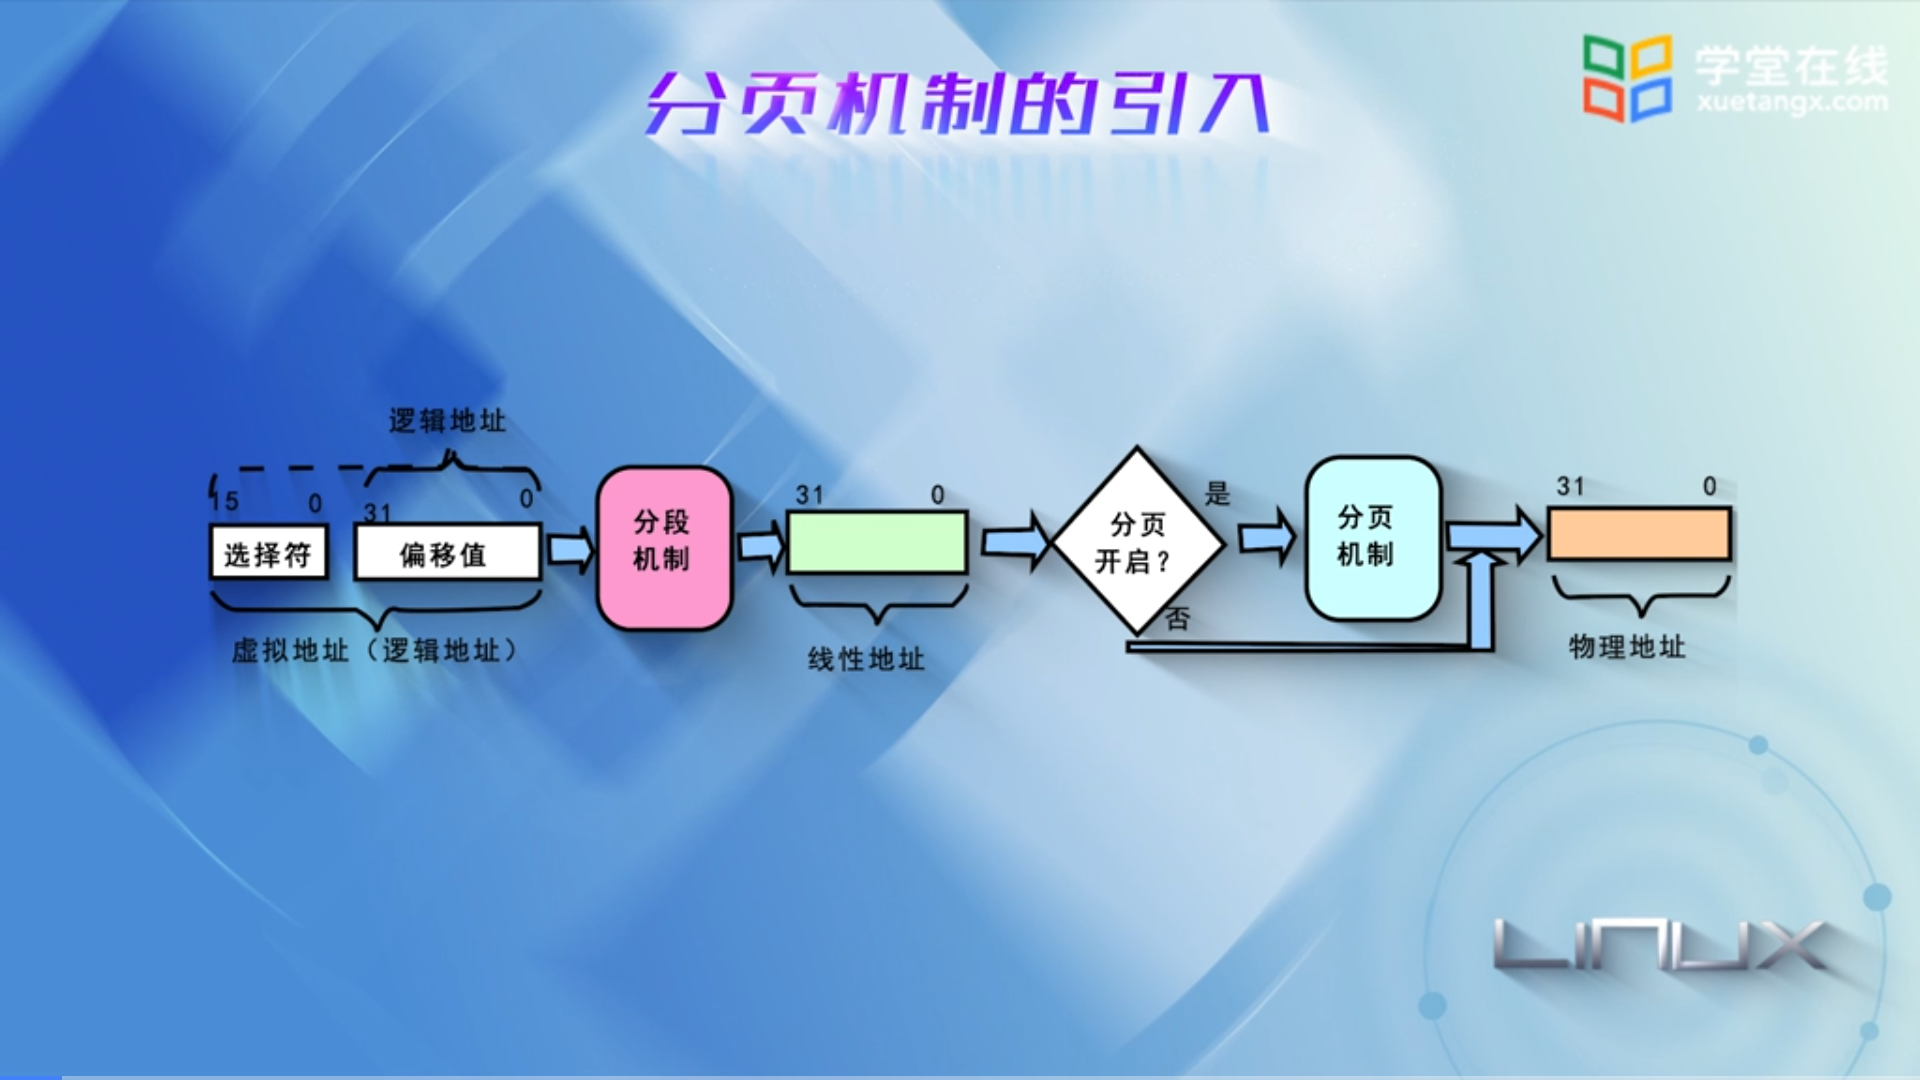 分页机制的引入
学堂在线
xuetangx.com
逻辑地址
15 0
31 0
选择符
偏移值
虚拟地址（逻辑地址）
分段
机制
31 0
线性地址
分页
开启？
是
否
分页
机制
31 0
物理地址
LINUX